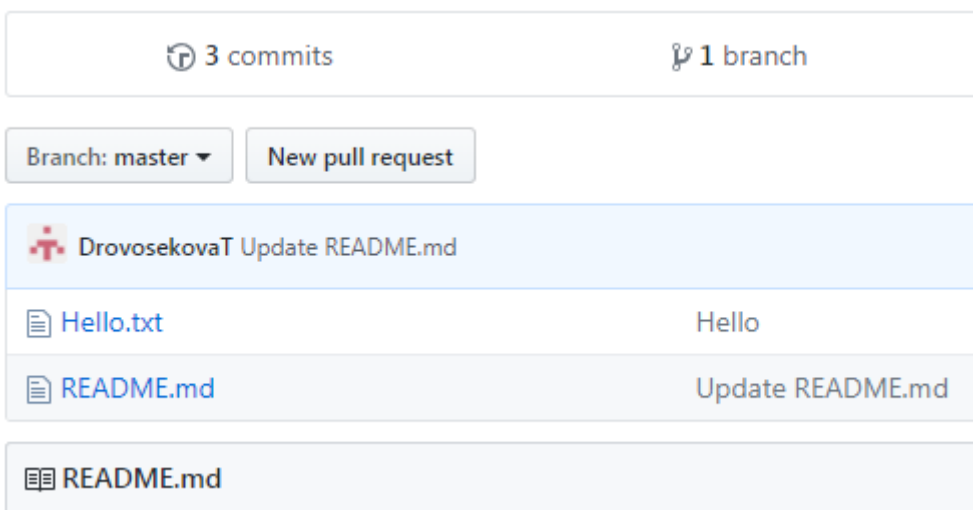 3 commits 1 branch
Branch: master New pull request
DrovosekovaT Update README.md
Hello.txt Hello
README.md Update README.md
README.md